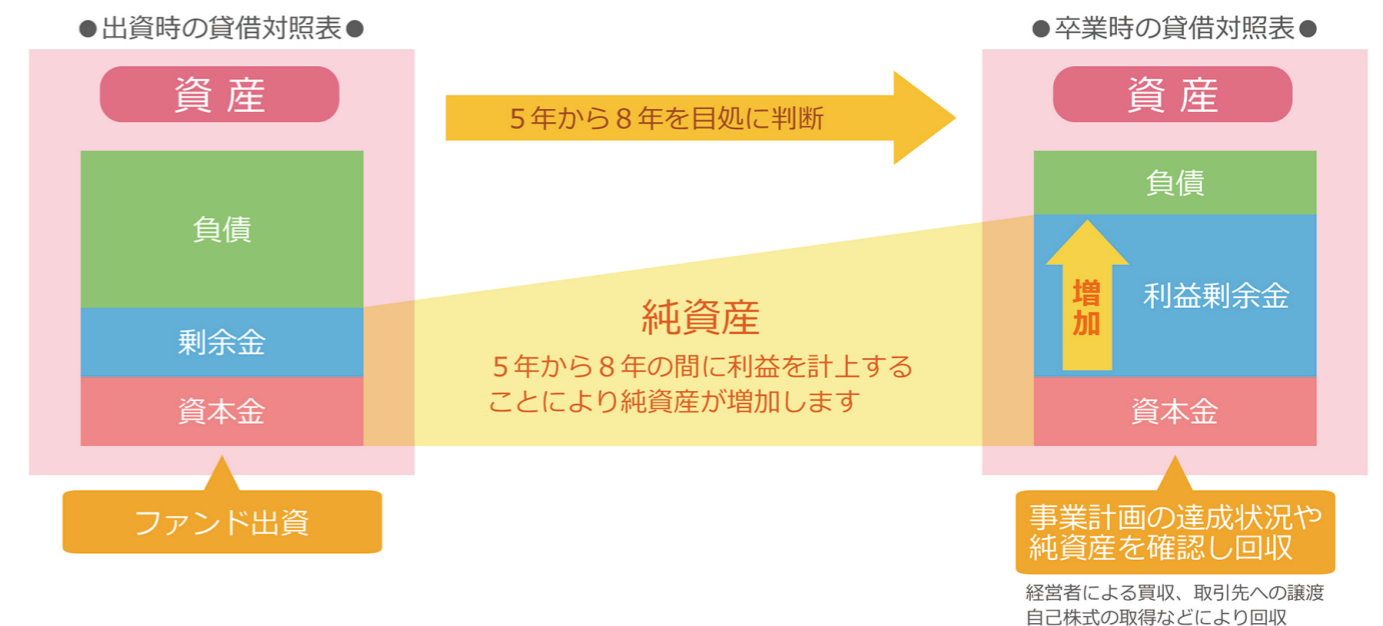 ●出資時の貸借対照表●
資産
負債
剰余金
資本金
ファンド出資
5年から8年を目処に判断
純資産
5年から8年の間に利益を計上する
ことにより純資産が増加します
●卒業時の貸借対照表●
資産
負債
増加
利益剰余金
資本金
事業計画の達成状況や
純資産を確認し回収
経営者による買収、取引先への譲渡
自己株式の取得などにより回収